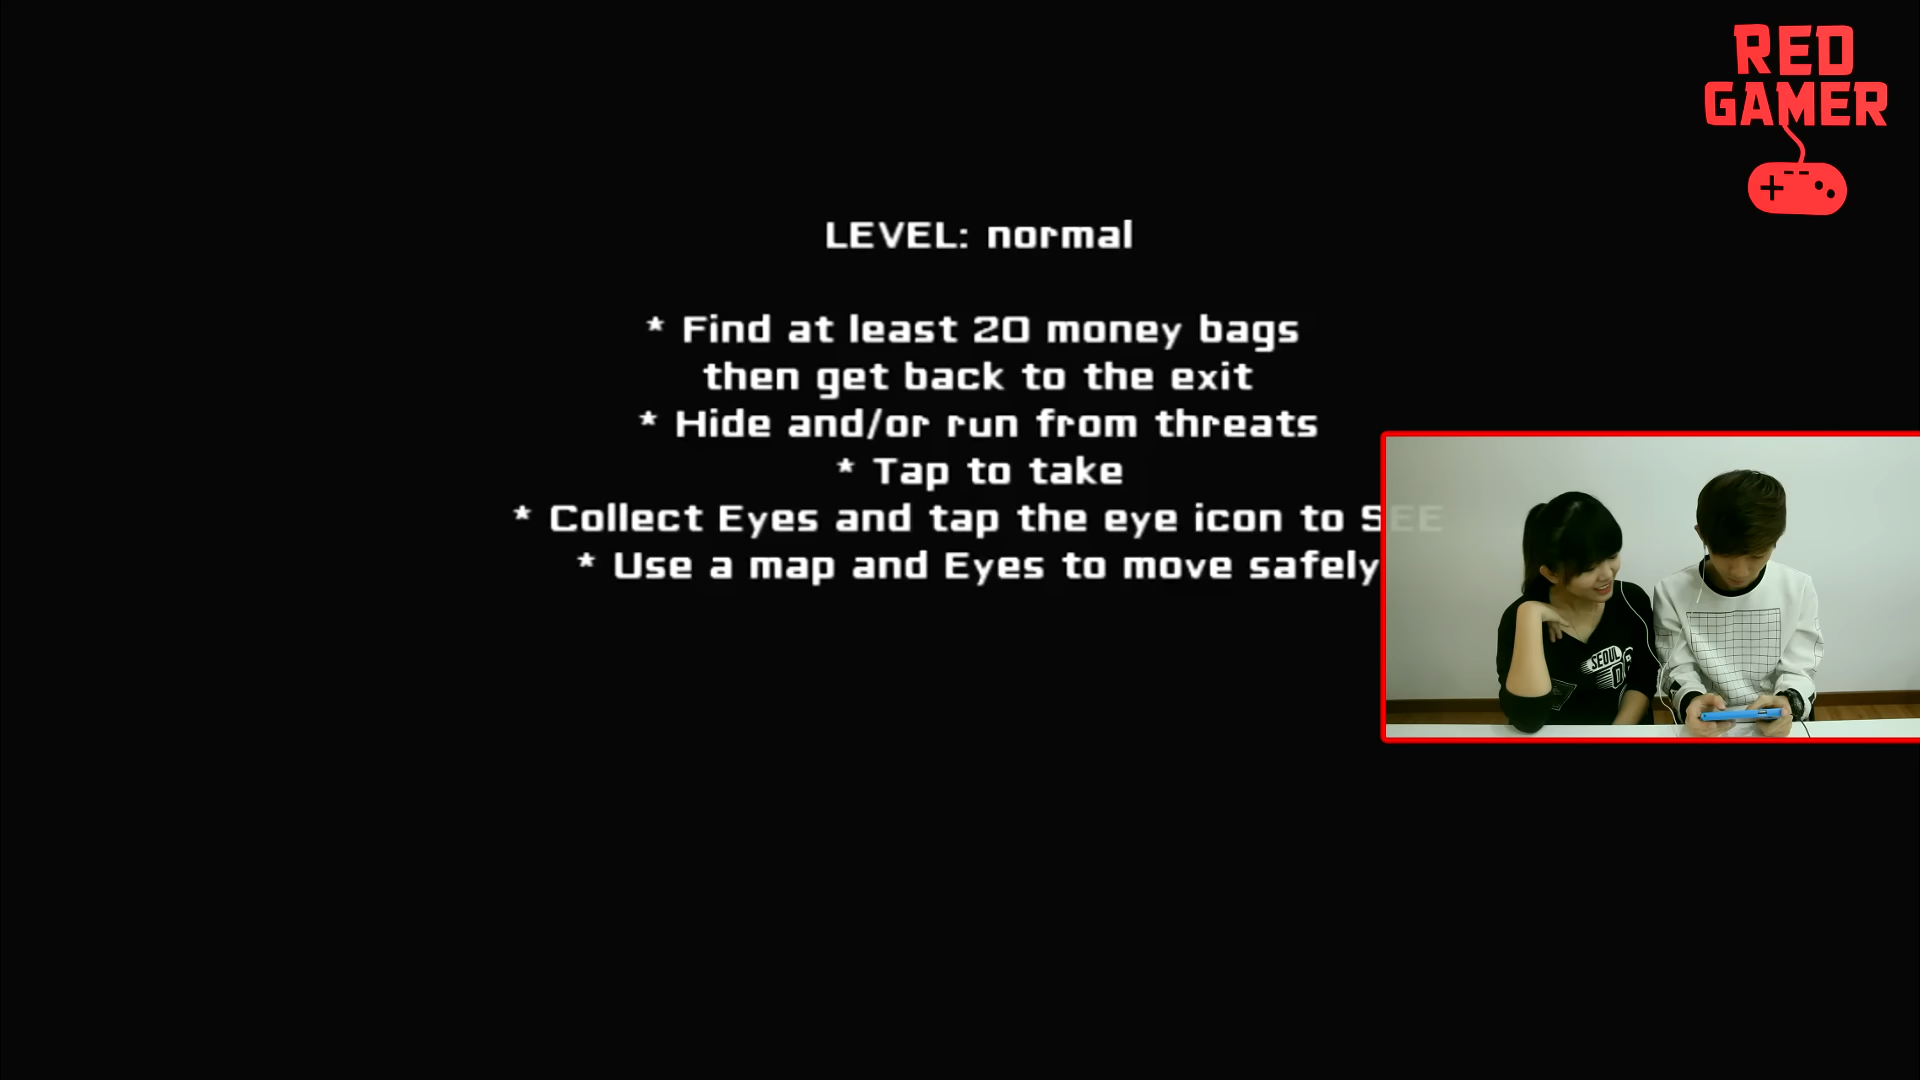 RED
GAMER
LEVEL: normal
* Find at least 20 money bags
then get back to the exit
* Hide and/or run from threats
* Tap to take
* Collect Eyes and tap the eye icon to SEE
* Use a map and Eyes to move safely
SEOUL